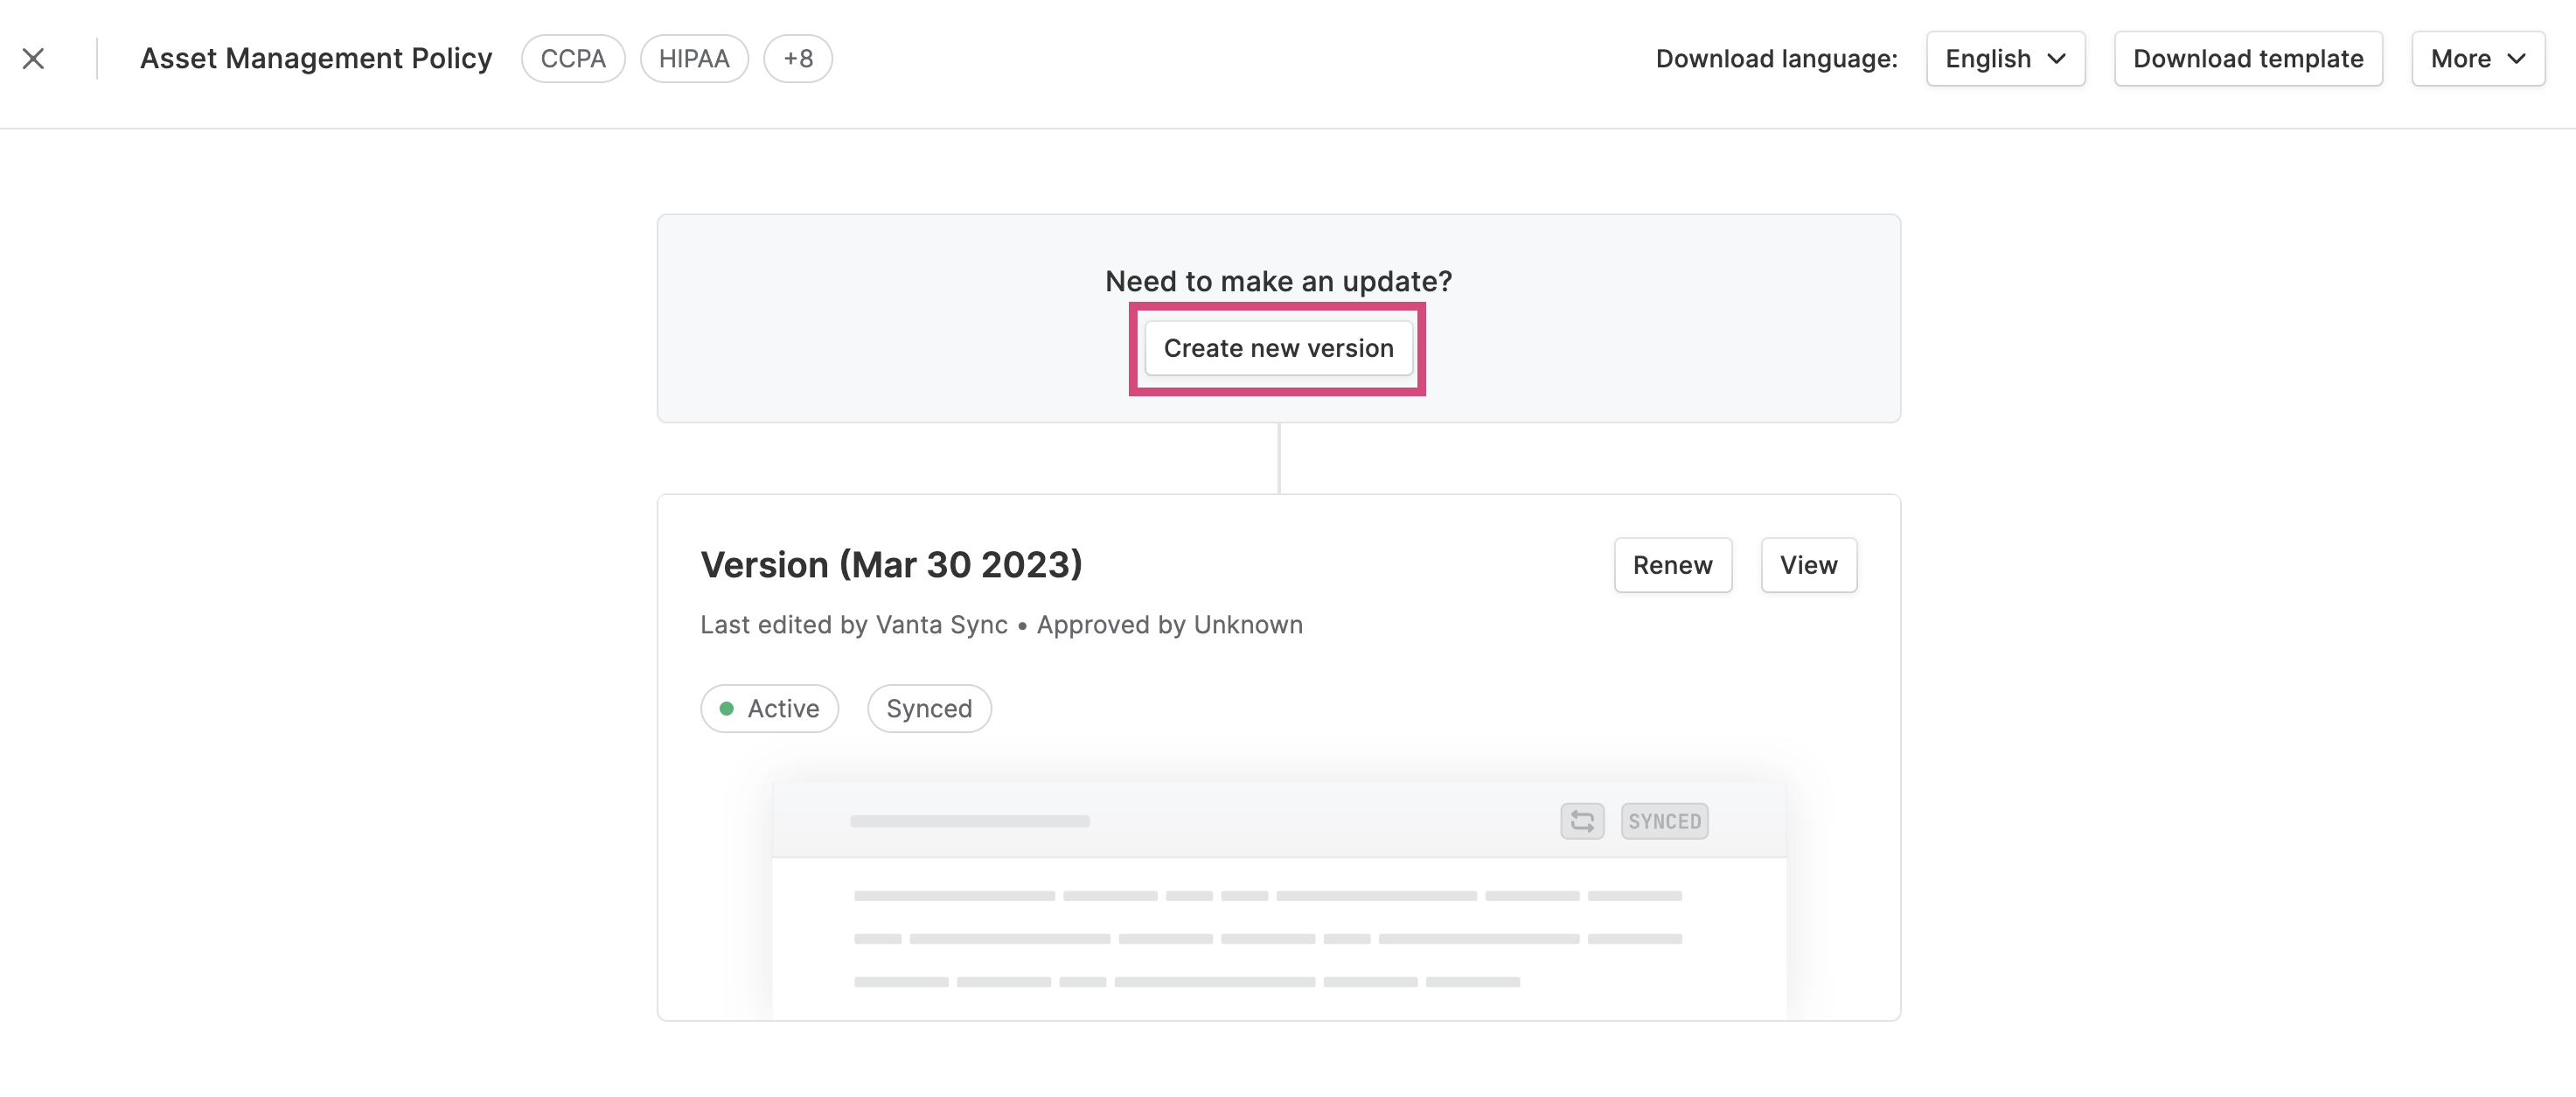 Asset Management Policy CCPA HIPAA +8 Download language: English Download template More
Need to make an update?
Create new version
Version (Mar 30 2023) Renew View
Last edited by Vanta Sync • Approved by Unknown
Active Synced
SYNCED